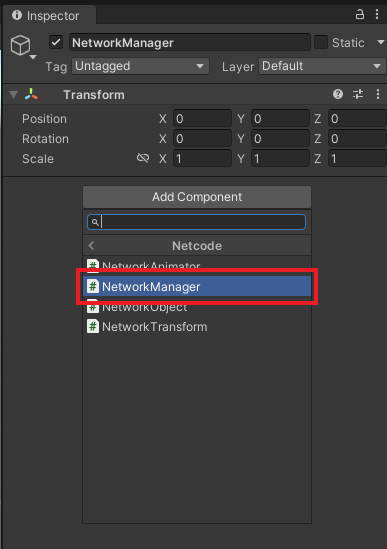 Inspector
NetworkManager Static
Tag Untagged Layer Default
Transform
Position X 0 Y 0 Z 0
Rotation X 0 Y 0 Z 0
Scale X 1 Y 1 Z 1
Add Component
Netcode
# NetworkAnimator
# NetworkManager
# NetworkObject
# NetworkTransform